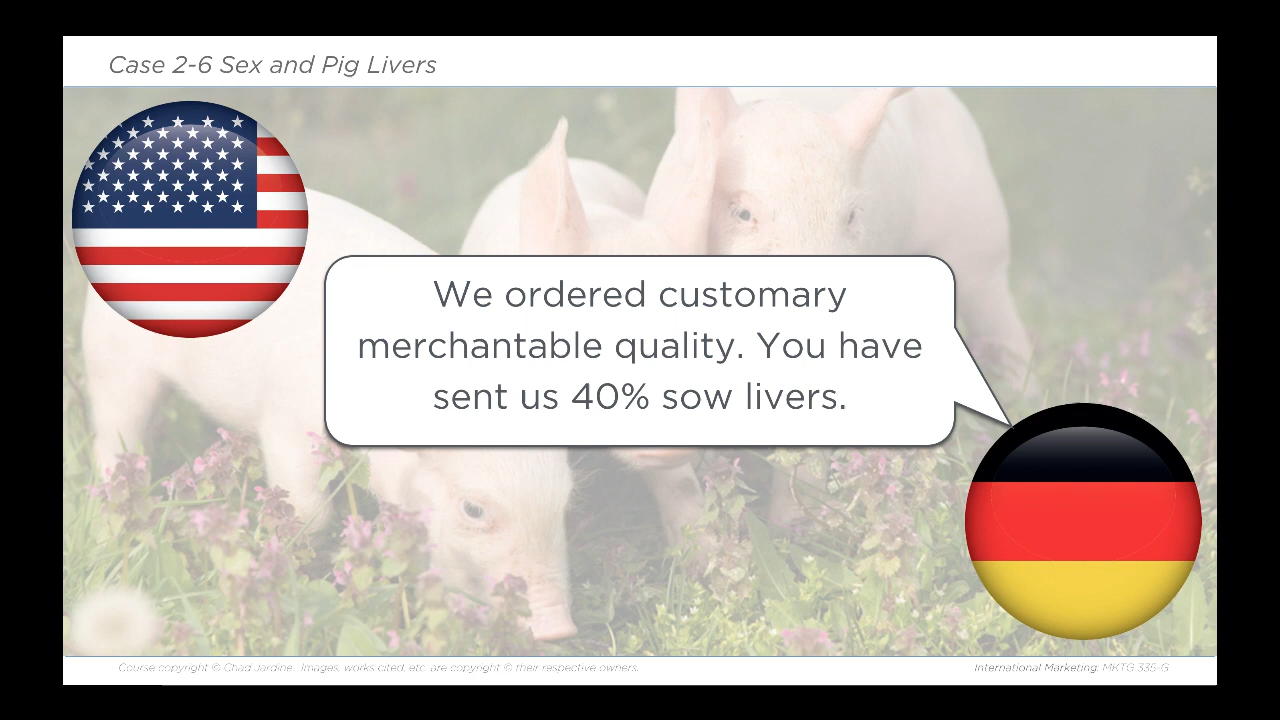 Case 2-6 Sex and Pig Livers
We ordered customary
merchantable quality. You have
sent us 40% sow livers.
Course copyright © Chad Jardine. Images, works cited, etc. are copyright © their respective owners.
International Marketing: MKTG 335-G